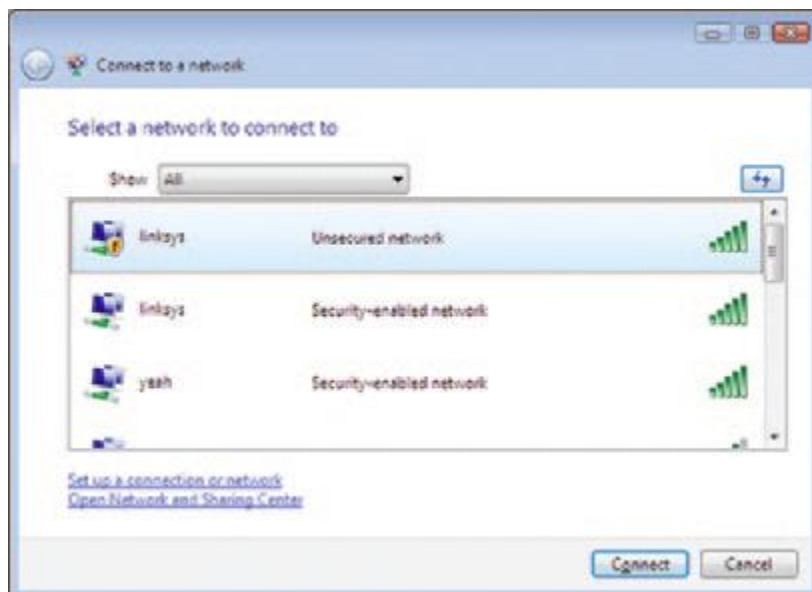 Connect to a network
Select a network to connect to
Show All
linksys Unsecured network
linksys Security-enabled network
yeah Security-enabled network
Set up a connection or network
Open Network and Sharing Center
Connect Cancel